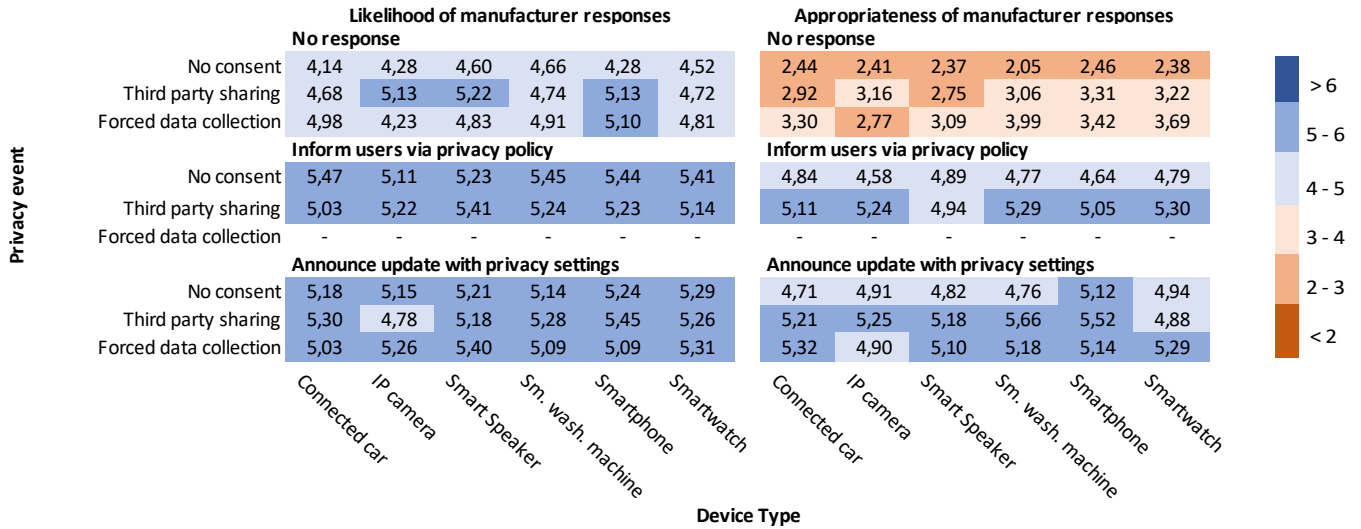 Likelihood of manufacturer responses Appropriateness of manufacturer responses
No response No response
No consent 4,14 4,28 4,60 4,66 4,28 4,52 2,44 2,41 2,37 2,05 2,46 2,38
Third party sharing 4,68 5,13 5,22 4,74 5,13 4,72 2,92 3,16 2,75 3,06 3,31 3,22
Forced data collection 4,98 4,23 4,83 4,91 5,10 4,81 3,30 2,77 3,09 3,99 3,42 3,69
Inform users via privacy policy Inform users via privacy policy
No consent 5,47 5,11 5,23 5,45 5,44 5,41 4,84 4,58 4,89 4,77 4,64 4,79
Third party sharing 5,03 5,22 5,41 5,24 5,23 5,14 5,11 5,24 4,94 5,29 5,05 5,30
Forced data collection - - - - - - - - - - - -
Announce update with privacy settings Announce update with privacy settings
No consent 5,18 5,15 5,21 5,14 5,24 5,29 4,71 4,91 4,82 4,76 5,12 4,94
Third party sharing 5,30 4,78 5,18 5,28 5,45 5,26 5,21 5,25 5,18 5,66 5,52 4,88
Forced data collection 5,03 5,26 5,40 5,09 5,09 5,31 5,32 4,90 5,10 5,18 5,14 5,29
Connected car IP camera Smart Speaker Sm. wash. machine Smartphone Smartwatch Connected car IP camera Smart Speaker Sm. wash. machine Smartphone Smartwatch
Device Type
Privacy event
> 6
5 - 6
4 - 5
3 - 4
2 - 3
< 2